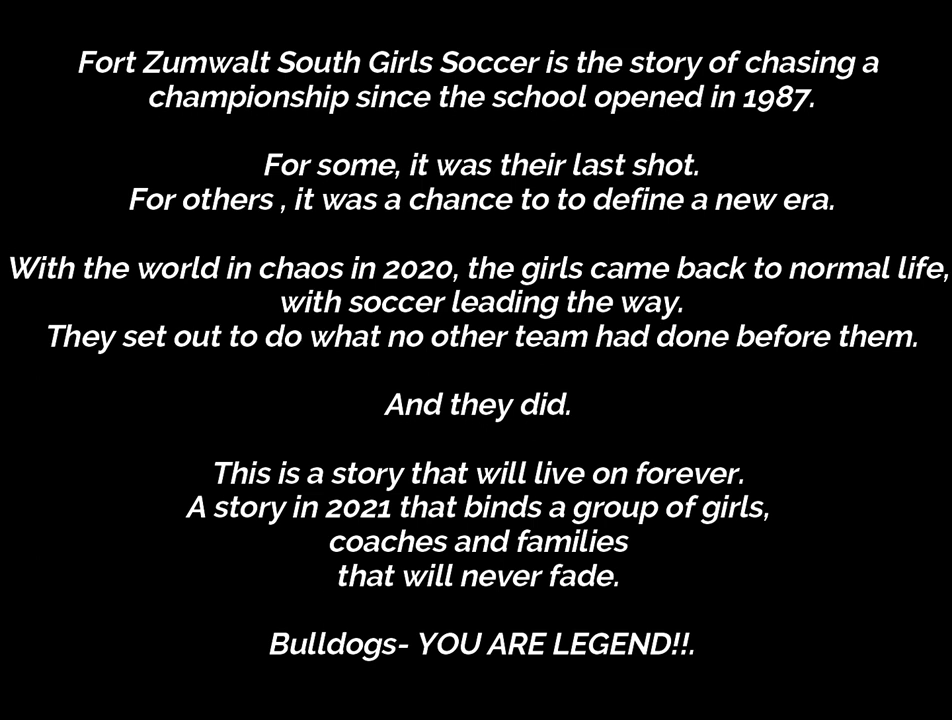 Fort Zumwalt South Girls Soccer is the story of chasing a
championship since the school opened in 1987.
For some, it was their last shot.
For others , it was a chance to to define a new era.
With the world in chaos in 2020, the girls came back to normal life,
with soccer leading the way.
They set out to do what no other team had done before them.
And they did.
This is a story that will live on forever.
A story in 2021 that binds a group of girls,
coaches and families
that will never fade.
Bulldogs- YOU ARE LEGEND!!.